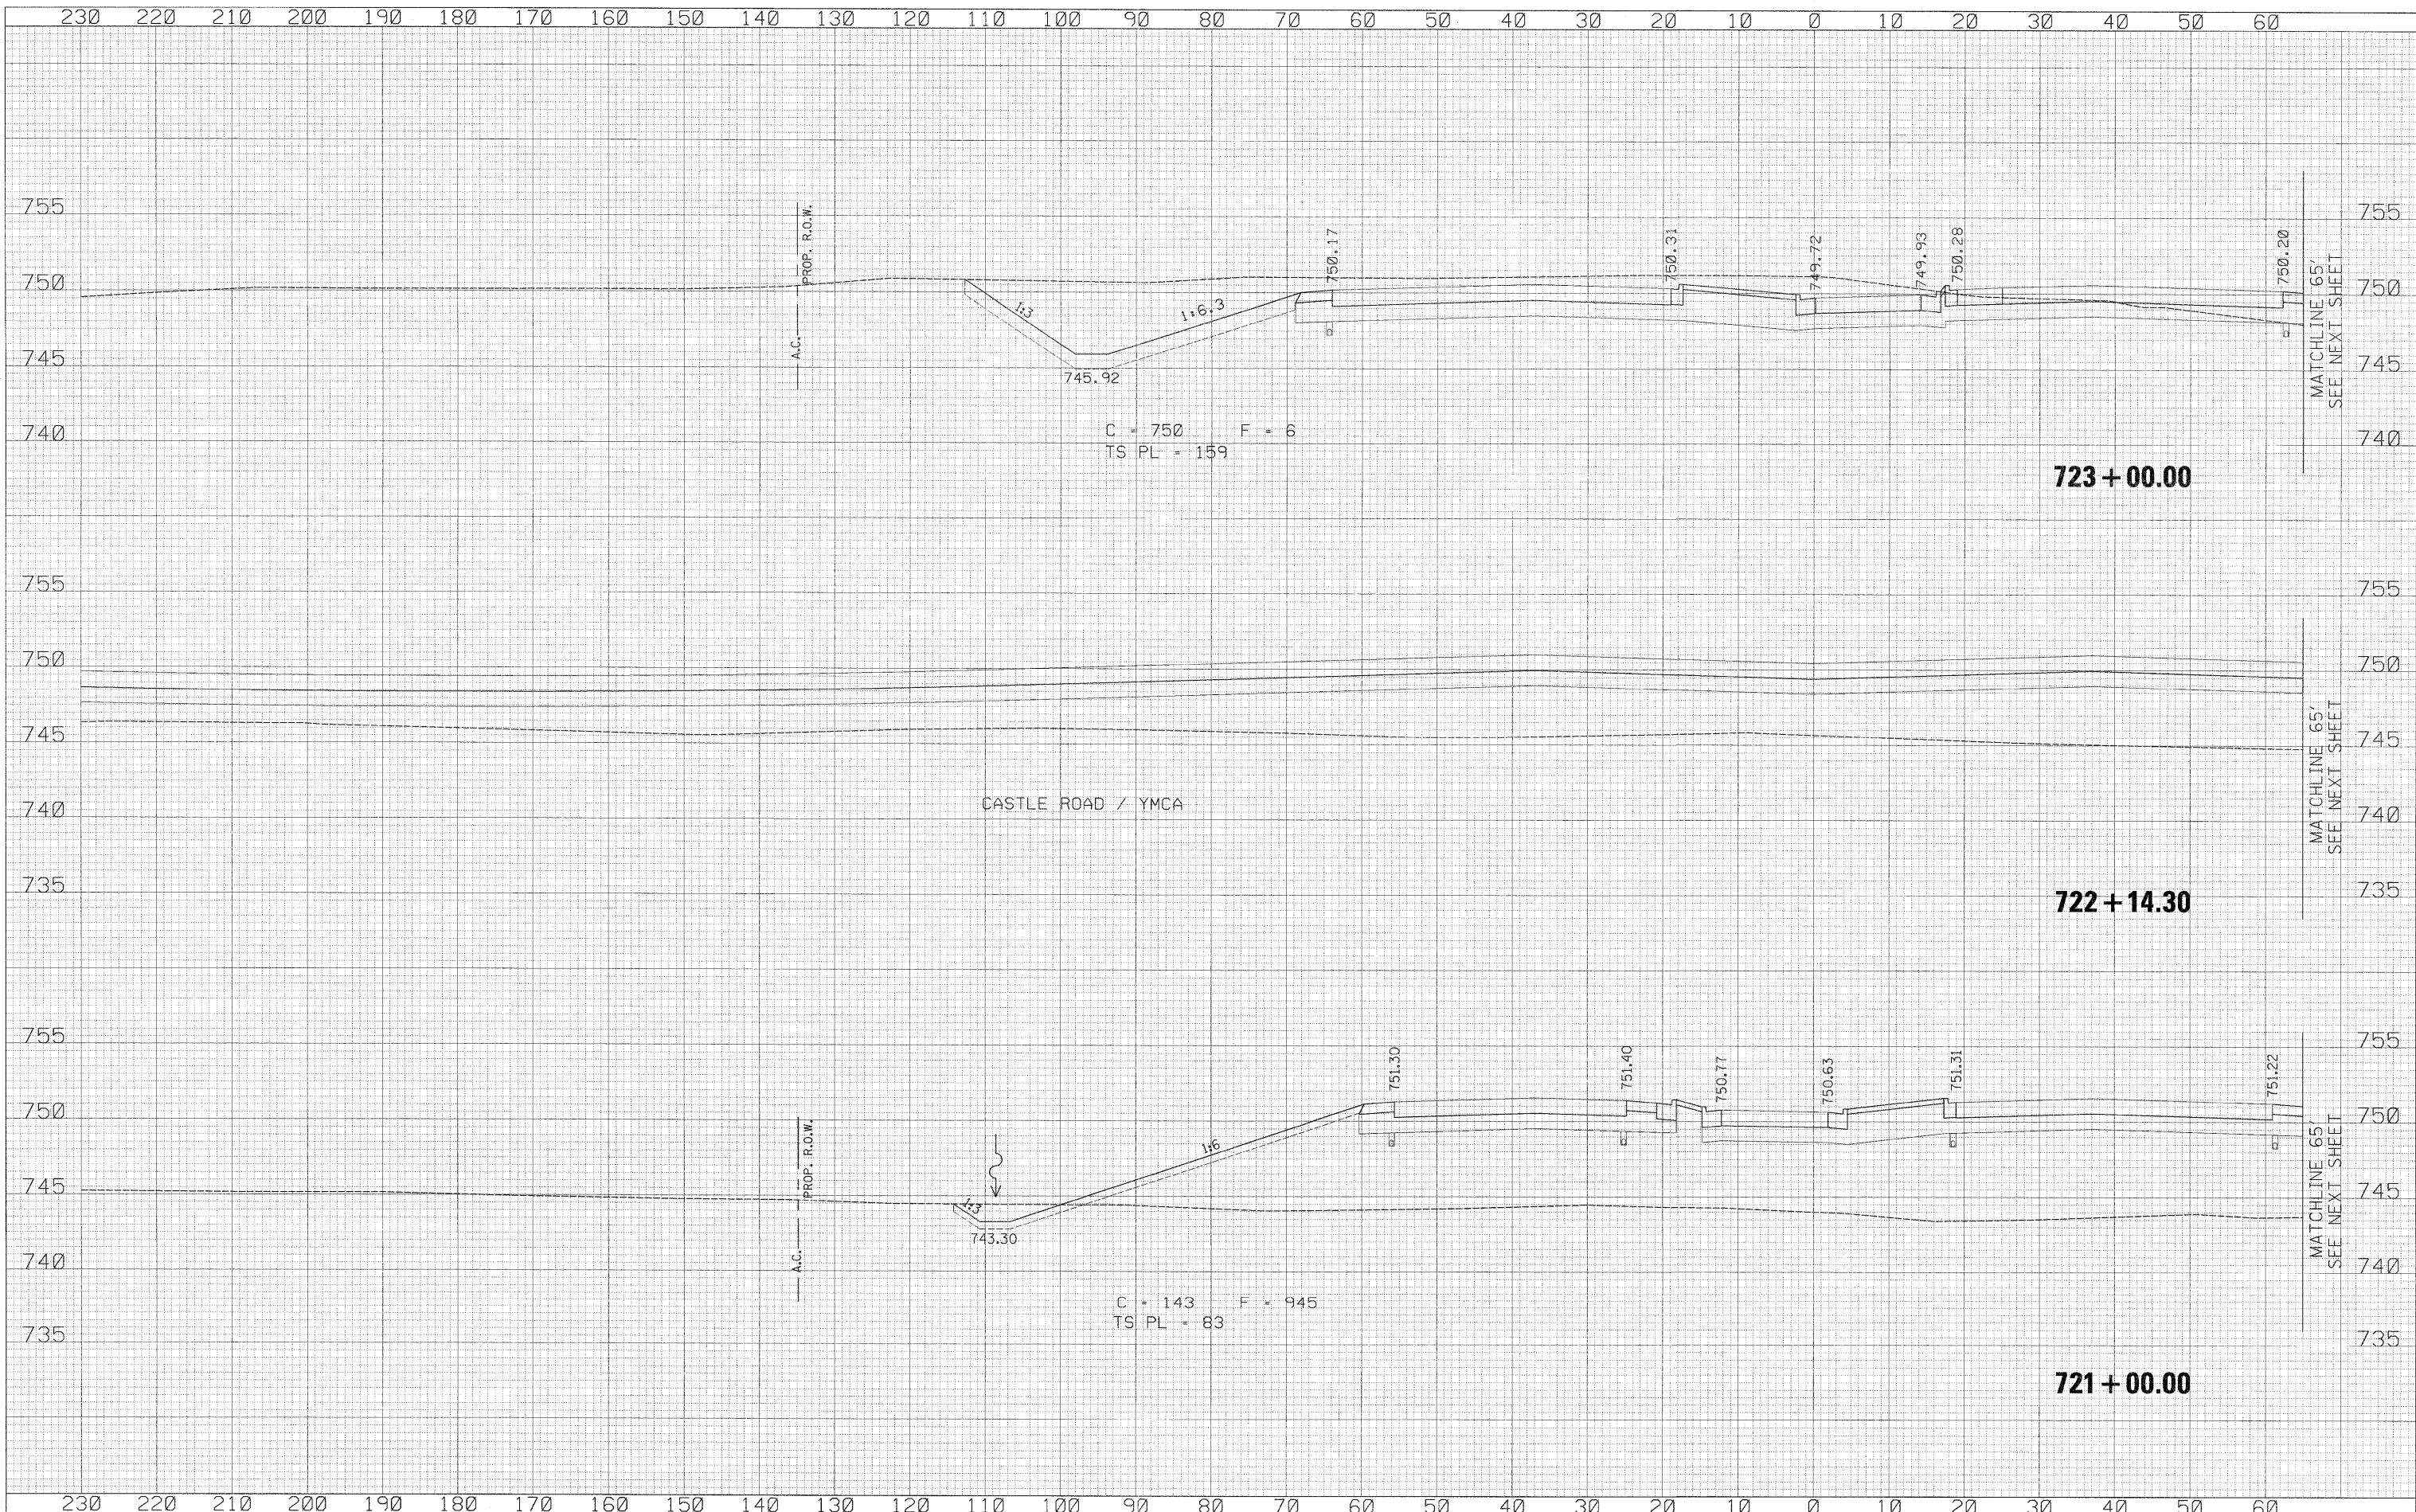 230 220 210 200 190 180 170 160 150 140 130 120 110 100 90 80 70 60 50 40 30 20 10 0 10 20 30 40 50 60
755
PROP. R.O.W.
A.C.
750.17
750.31
749.72
749.93
750.28
750.20
755
750
750
1:3
1:6.3
745
745
745.92
MATCHLINE 65'
SEE NEXT SHEET
C = 750 F = 6
TS PL = 159
740
740
723+00.00
755
755
750
750
745
745
MATCHLINE 65'
SEE NEXT SHEET
740
CASTLE ROAD / YMCA
740
735
735
722+14.30
755
751.30
751.40
750.77
750.63
751.31
751.22
755
750
750
PROP. R.O.W.
A.C.
1:6
745
745
1:3
743.30
MATCHLINE 65'
SEE NEXT SHEET
740
740
C = 143 F = 945
TS PL = 83
735
735
721+00.00
230 220 210 200 190 180 170 160 150 140 130 120 110 100 90 80 70 60 50 40 30 20 10 0 10 20 30 40 50 60